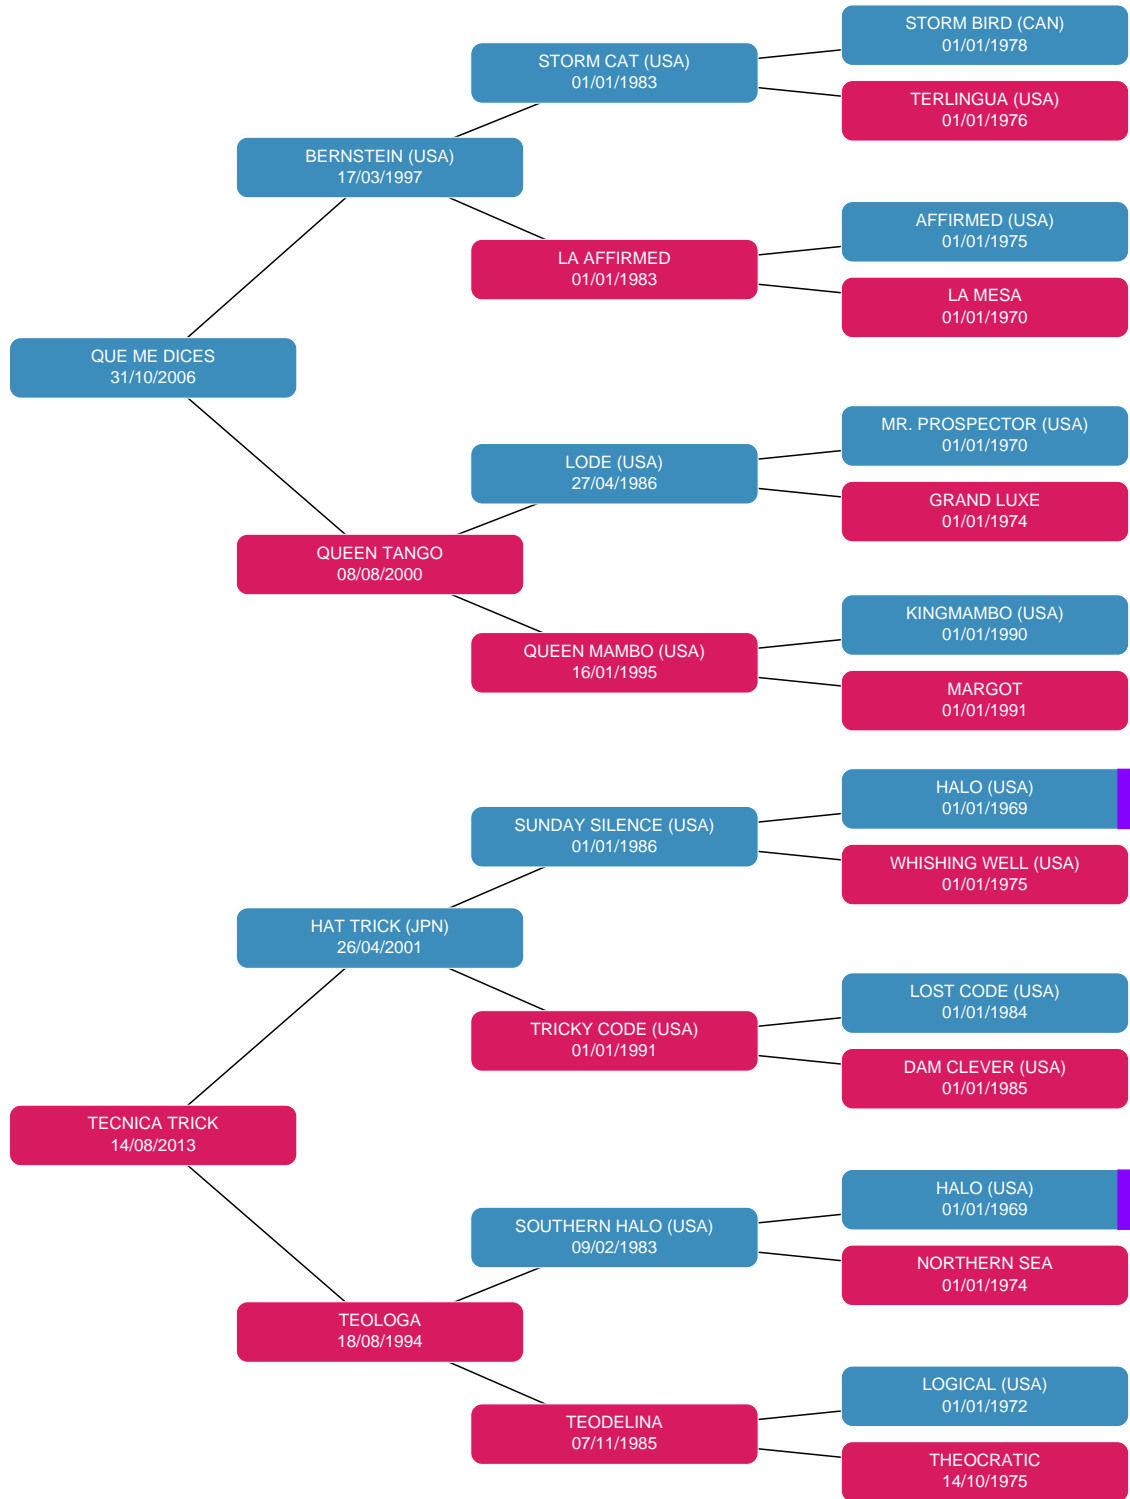 STORM BIRD (CAN)
01/01/1978
STORM CAT (USA)
01/01/1983
TERLINGUA (USA)
01/01/1976
BERNSTEIN (USA)
17/03/1997
AFFIRMED (USA)
01/01/1975
LA AFFIRMED
01/01/1983
LA MESA
01/01/1970
QUE ME DICES
31/10/2006
MR. PROSPECTOR (USA)
01/01/1970
LODE (USA)
27/04/1986
GRAND LUXE
01/01/1974
QUEEN TANGO
08/08/2000
KINGMAMBO (USA)
01/01/1990
QUEEN MAMBO (USA)
16/01/1995
MARGOT
01/01/1991
HALO (USA)
01/01/1969
SUNDAY SILENCE (USA)
01/01/1986
WHISHING WELL (USA)
01/01/1975
HAT TRICK (JPN)
26/04/2001
LOST CODE (USA)
01/01/1984
TRICKY CODE (USA)
01/01/1991
DAM CLEVER (USA)
01/01/1985
TECNICA TRICK
14/08/2013
HALO (USA)
01/01/1969
SOUTHERN HALO (USA)
09/02/1983
NORTHERN SEA
01/01/1974
TEOLOGA
18/08/1994
LOGICAL (USA)
01/01/1972
TEODELINA
07/11/1985
THEOCRATIC
14/10/1975